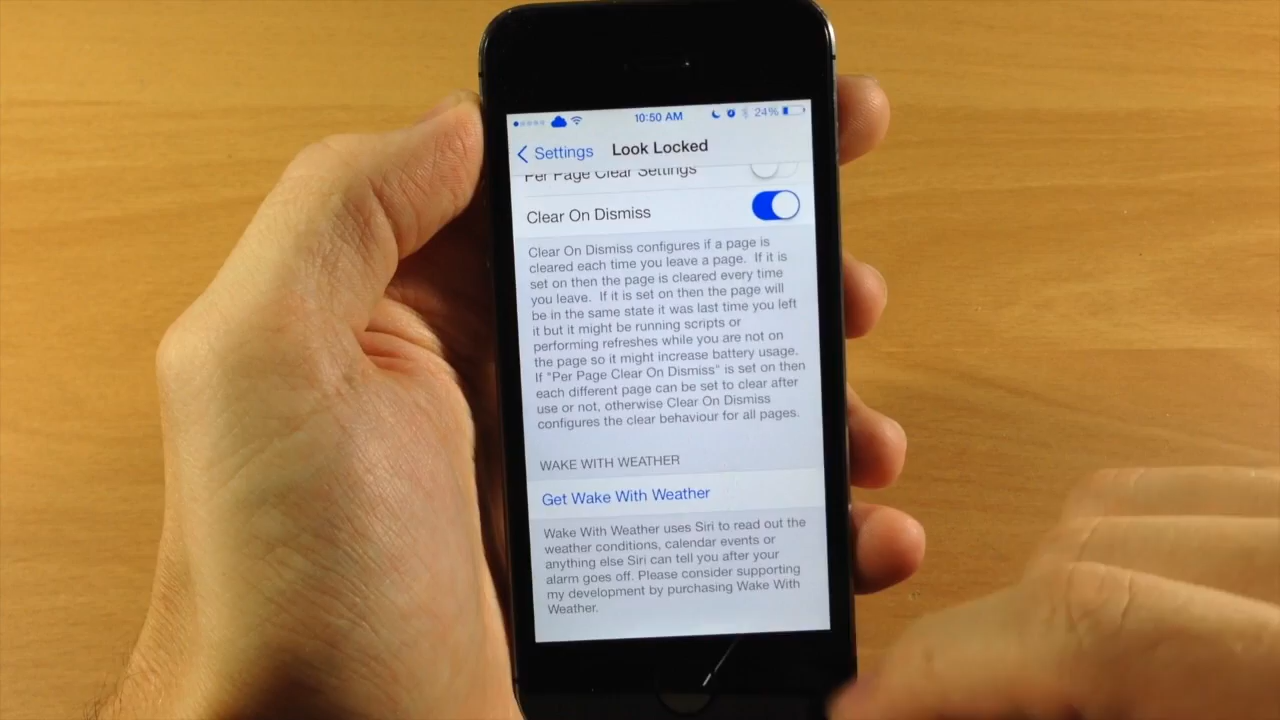 10:50 AM
24%
Settings
Look Locked
Per Page Clear Settings
Clear On Dismiss
Clear On Dismiss configures if a page is
cleared each time you leave a page. If it is
set on then the page is cleared every time
you leave. If it is set on then the page will
be in the same state it was last time you left
it but it might be running scripts or
performing refreshes while you are not on
the page so it might increase battery usage.
If "Per Page Clear On Dismiss" is set on then
each different page can be set to clear after
use or not, otherwise Clear On Dismiss
configures the clear behaviour for all pages.
WAKE WITH WEATHER
Get Wake With Weather
Wake With Weather uses Siri to read out the
weather conditions, calendar events or
anything else Siri can tell you after your
alarm goes off. Please consider supporting
my development by purchasing Wake With
Weather.